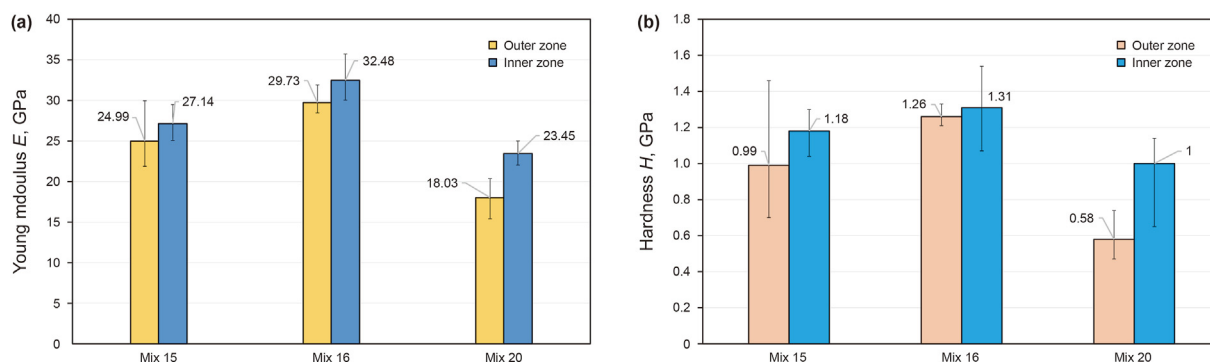 (a)
Young mdoulus E, GPa
40
35
30
25
20
15
10
5
0
Outer zone
Inner zone
24.99
27.14
29.73
32.48
18.03
23.45
Mix 15
Mix 16
Mix 20
(b)
Hardness H, GPa
1.8
1.6
1.4
1.2
1.0
0.8
0.6
0.4
0.2
0
Outer zone
Inner zone
0.99
1.18
1.26
1.31
0.58
1
Mix 15
Mix 16
Mix 20